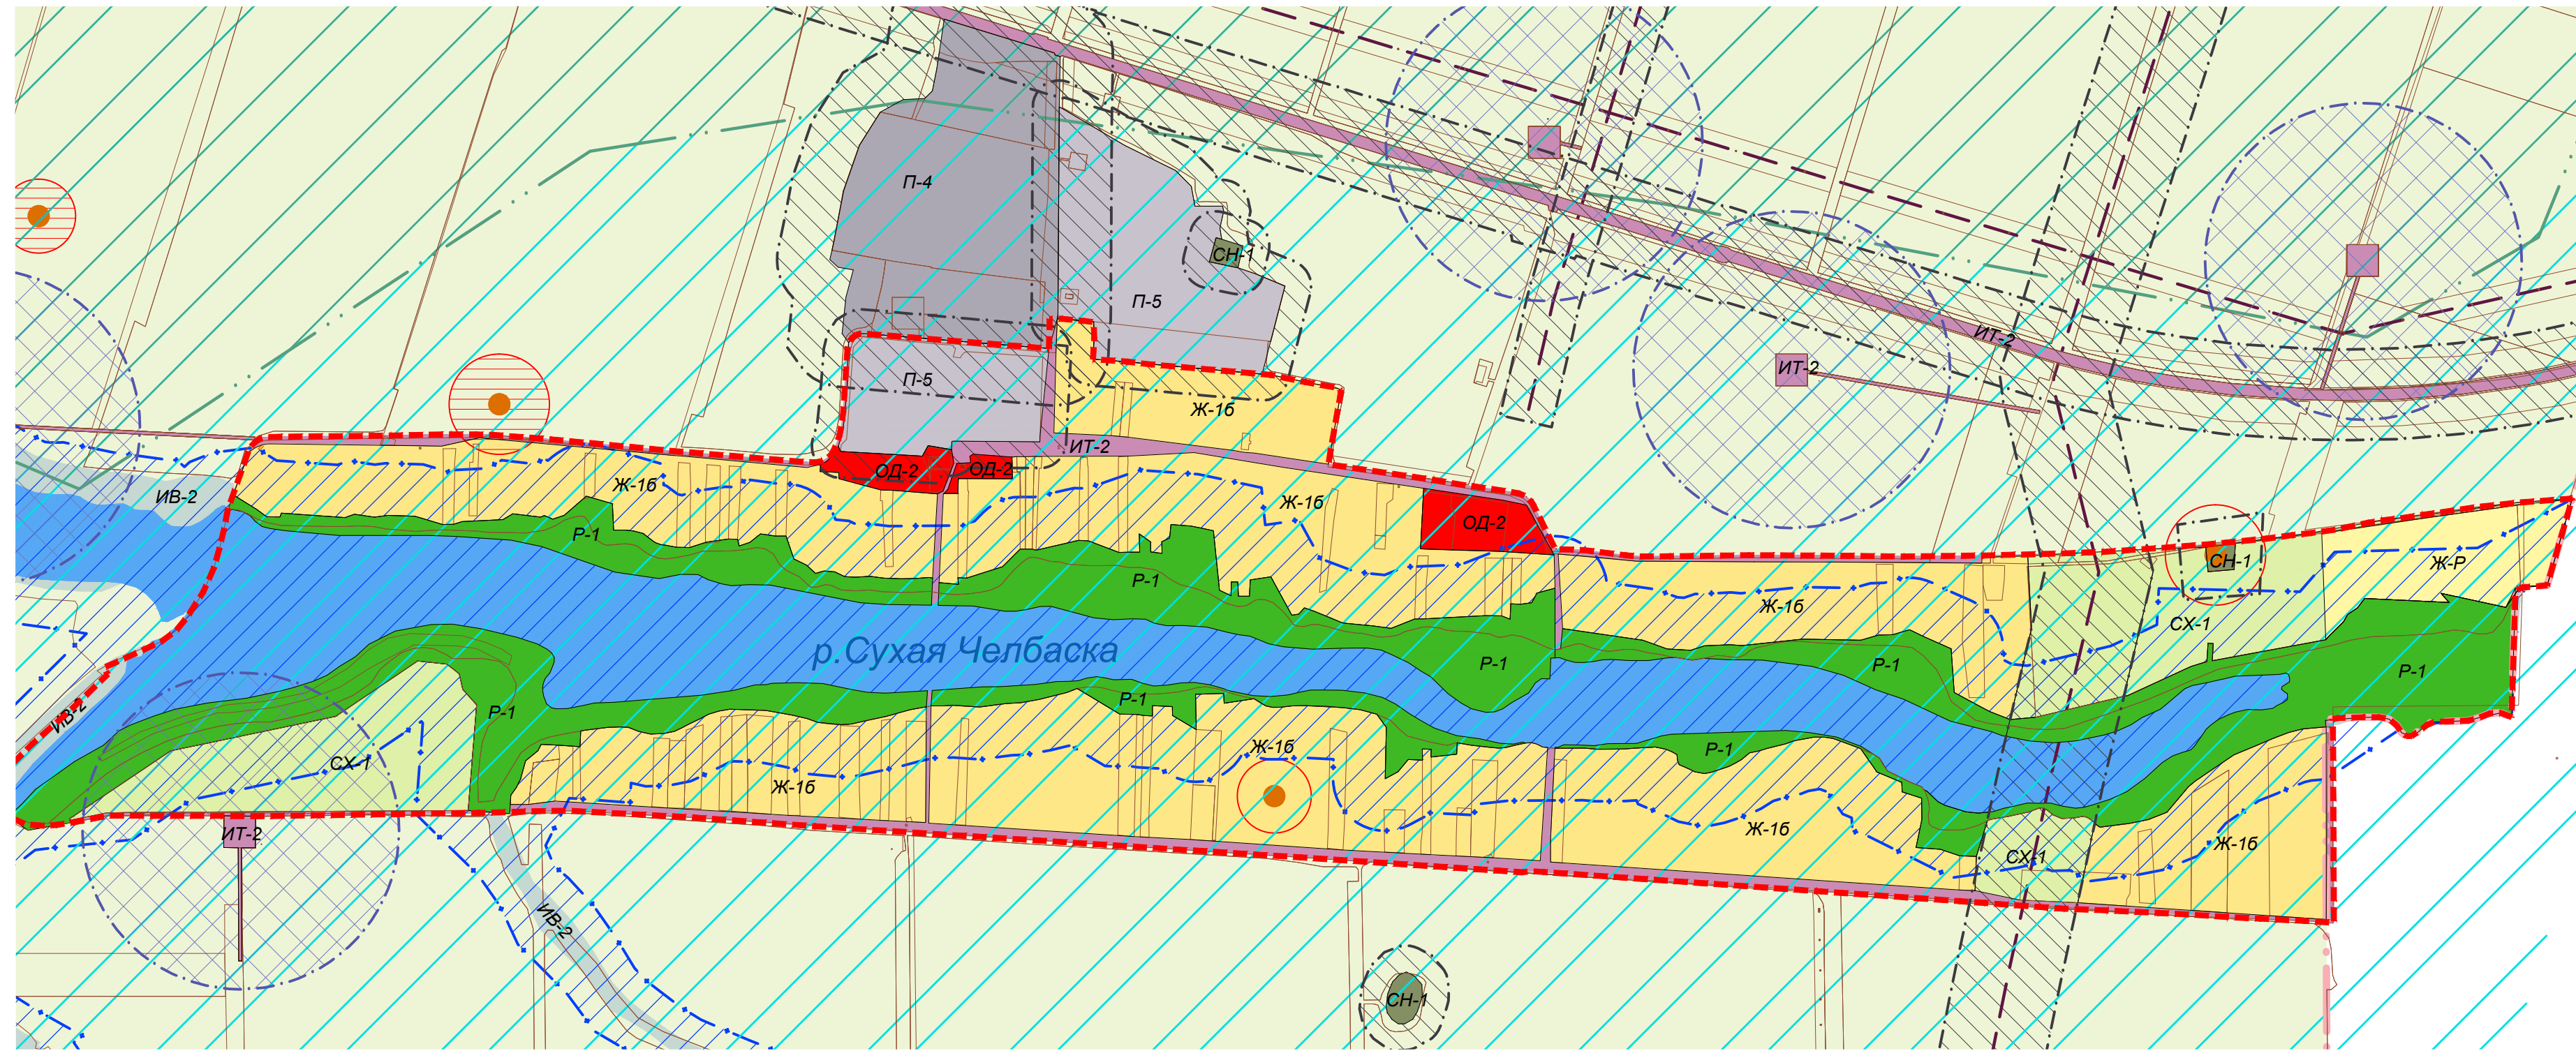 П-4
СН-1
П-5
ИТ-2
ИТ-2
П-5
Ж-1б
ИТ-2
ОД-2
ОД-2
Ж-1б
ИВ-2
Ж-1б
ОД-2
Р-1
СН-1
Ж-Р
Р-1
Ж-1б
СХ-1
р.Сухая Челбаска
Р-1
Р-1
Р-1
Р-1
Р-1
ИВ-2
Ж-1б
Р-1
СХ-1
Ж-1б
ИТ-2
Ж-1б
Ж-1б
СХ-1
ИВ-2
СН-1